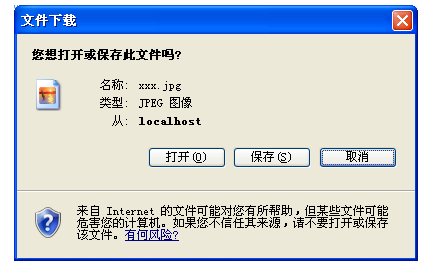 文件下载
您想打开或保存此文件吗?
名称: xxx.jpg
类型: JPEG 图像
从: localhost
打开(O) 保存(S) 取消
来自 Internet 的文件可能对您有所帮助，但某些文件可能
危害您的计算机。如果您不信任其来源，请不要打开或保存
该文件。有何风险?